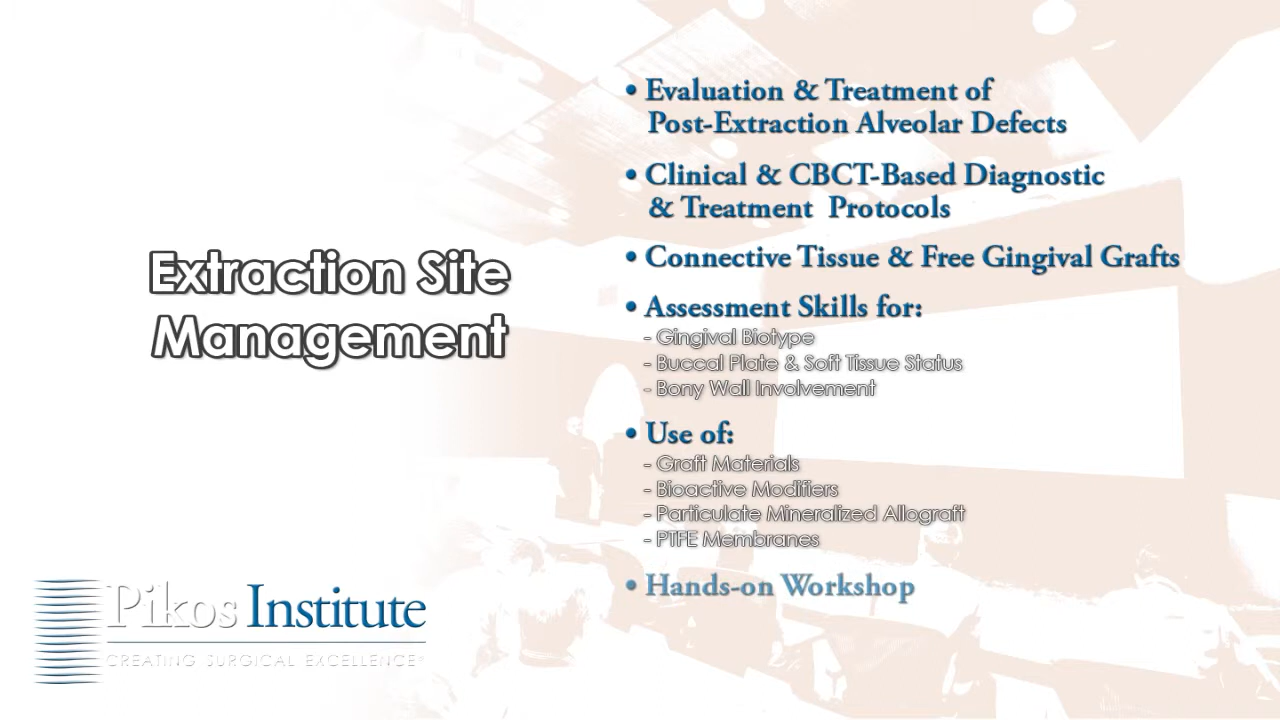 Extraction Site
Management
• Evaluation & Treatment of
Post-Extraction Alveolar Defects
• Clinical & CBCT-Based Diagnostic
& Treatment Protocols
• Connective Tissue & Free Gingival Grafts
• Assessment Skills for:
- Gingival Biotype
- Buccal Plate & Soft Tissue Status
- Bony Wall Involvement
• Use of:
- Graft Materials
- Bioactive Modifiers
- Particulate Mineralized Allograft
- PTFE Membranes
• Hands-on Workshop
Pikos Institute
CREATING SURGICAL EXCELLENCE®